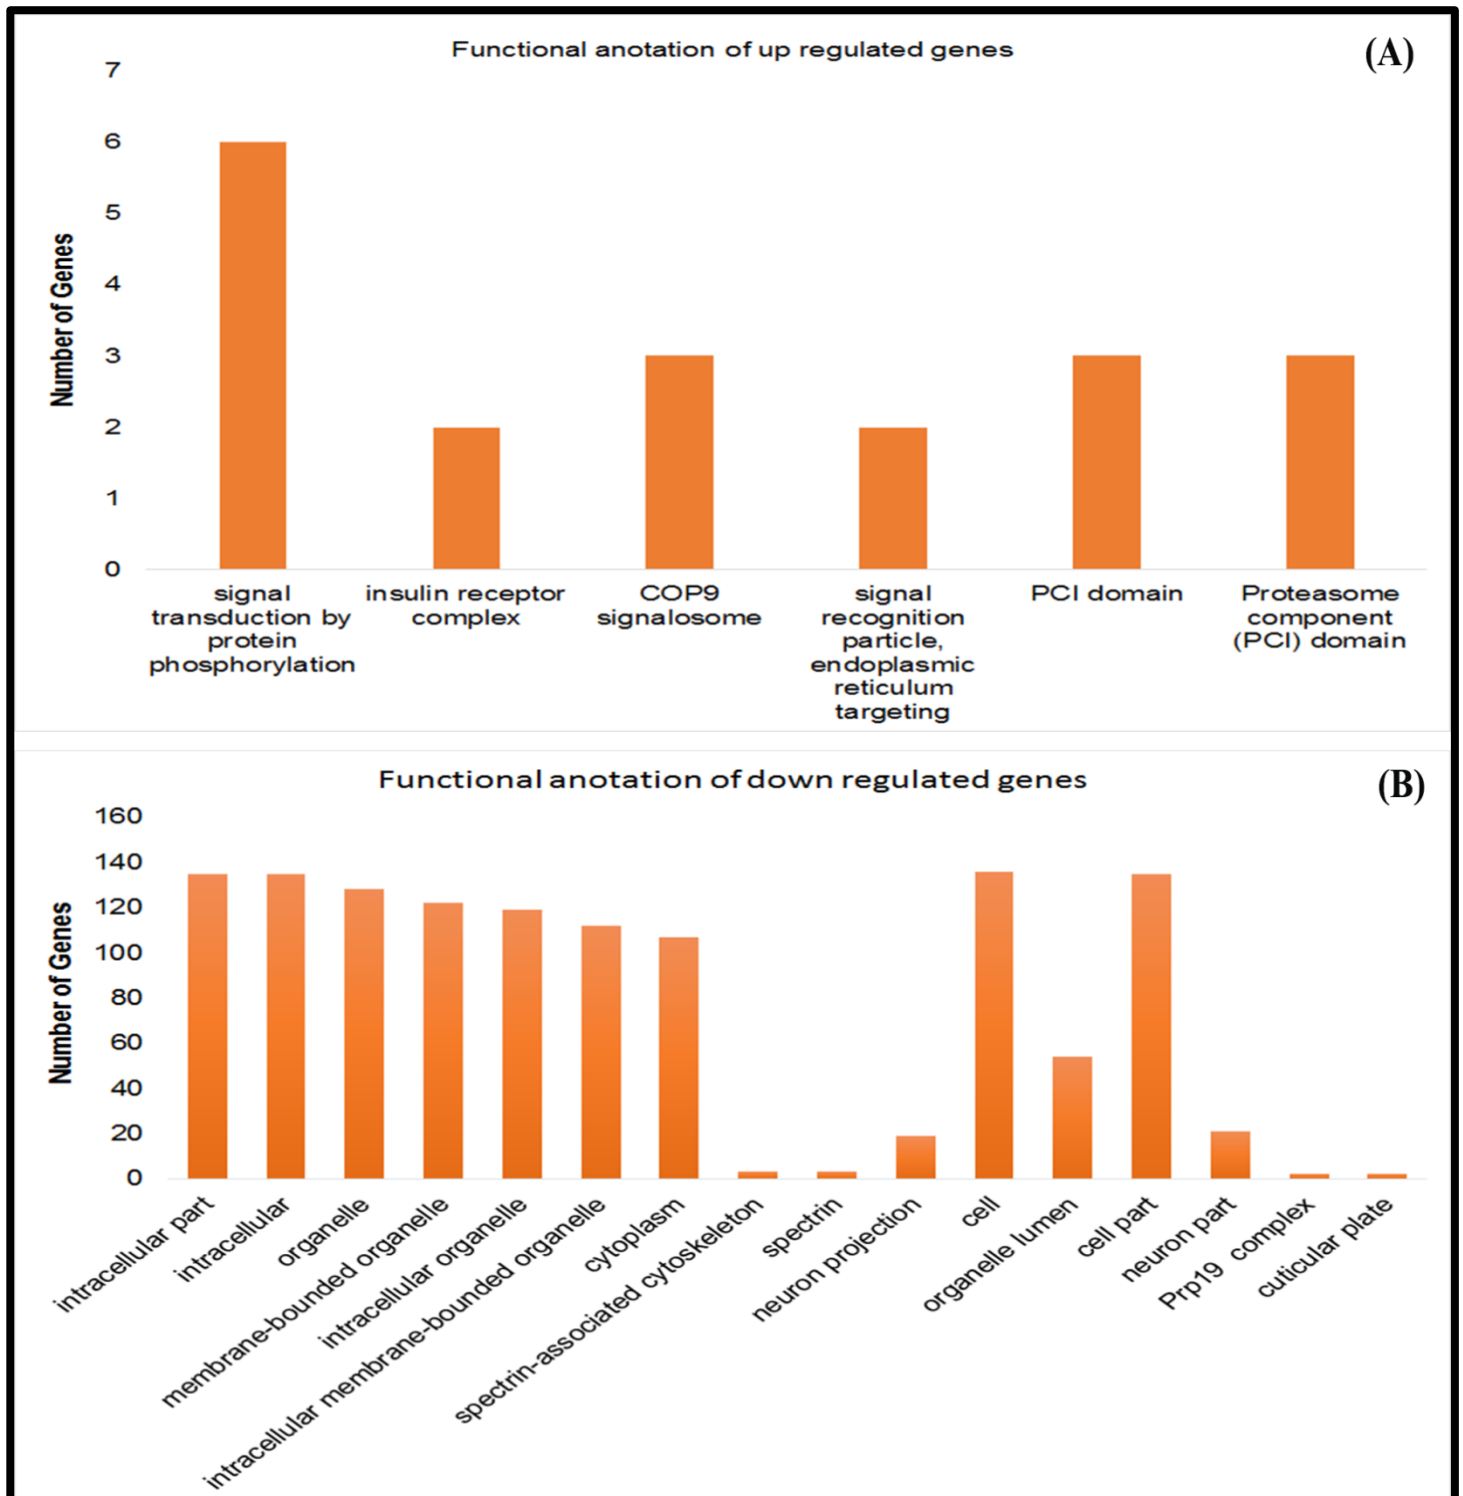 Functional anotation of up regulated genes
(A)
Number of Genes
7
6
5
4
3
2
1
0
signal
transduction by
protein
phosphorylation
insulin receptor
complex
COP9
signalosome
signal
recognition
particle,
endoplasmic
reticulum
targeting
PCI domain
Proteasome
component
(PCI) domain
Functional anotation of down regulated genes
(B)
Number of Genes
160
140
120
100
80
60
40
20
0
intracellular part
intracellular
organelle
membrane-bounded organelle
intracellular organelle
intracellular membrane-bounded organelle
cytoplasm
spectrin-associated cytoskeleton
spectrin
neuron projection
cell
organelle lumen
cell part
neuron part
Prp19 complex
cuticular plate